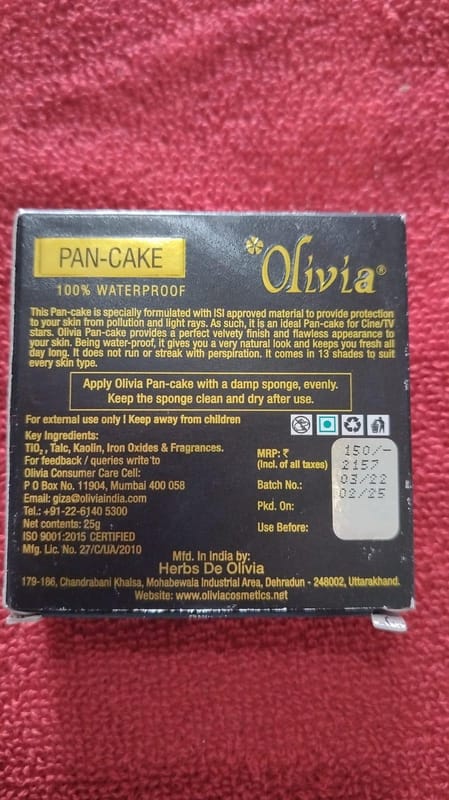 PAN-CAKE
100% WATERPROOF
Olivia®
This Pan-cake is specially formulated with ISI approved material to provide protection
to your skin from pollution and light rays. As such, it is an ideal Pan-cake for Cine/TV
stars. Olivia Pan-cake provides a perfect velvety finish and flawless appearance to
your skin. Being water-proof, it gives you a very natural look and keeps you fresh all
day long. It does not run or streak with perspiration. It comes in 13 shades to suit
every skin type.
Apply Olivia Pan-cake with a damp sponge, evenly.
Keep the sponge clean and dry after use.
For external use only | Keep away from children
Key Ingredients:
TiO₂, Talc, Kaolin, Iron Oxides & Fragrances.
For feedback / queries write to
Olivia Consumer Care Cell:
P O Box No. 11904, Mumbai 400 058
Email: giza@oliviaindia.com
Tel.: +91-22-6140 5300
Net contents: 25g
ISO 9001:2015 CERTIFIED
Mfg. Lic. No. 27/C/UA/2010
MRP: ₹ 150/-
(Incl. of all taxes) 2157
Batch No.: 03/22
02/25
Pkd. On:
Use Before:
Mfd. In India by:
Herbs De Olivia
179-186, Chandrabani Khalsa, Mohabewala Industrial Area, Dehradun - 248002, Uttarakhand.
Website: www.oliviacosmetics.net